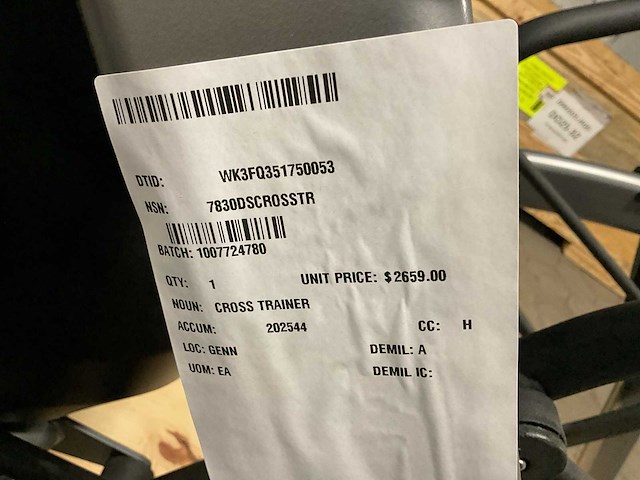 DTID: WK3FQ351750053
NSN: 7830DSCROSSTR
BATCH: 1007724780
QTY: 1 UNIT PRICE: $2659.00
NOUN: CROSS TRAINER
ACCUM: 202544 CC: H
LOC: GENN DEMIL: A
UOM: EA DEMIL IC: